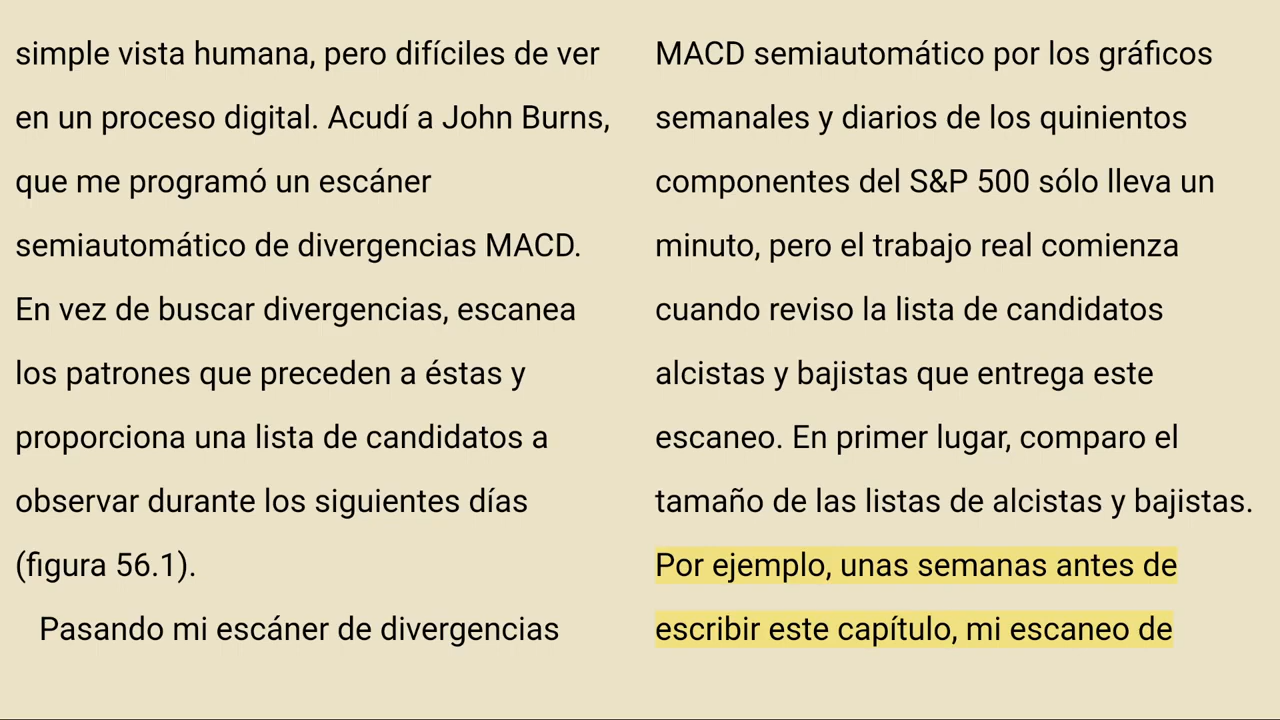 simple vista humana, pero difíciles de ver
en un proceso digital. Acudí a John Burns,
que me programó un escáner
semiautomático de divergencias MACD.
En vez de buscar divergencias, escanea
los patrones que preceden a éstas y
proporciona una lista de candidatos a
observar durante los siguientes días
(figura 56.1).
Pasando mi escáner de divergencias
MACD semiautomático por los gráficos
semanales y diarios de los quinientos
componentes del S&P 500 sólo lleva un
minuto, pero el trabajo real comienza
cuando reviso la lista de candidatos
alcistas y bajistas que entrega este
escaneo. En primer lugar, comparo el
tamaño de las listas de alcistas y bajistas.
Por ejemplo, unas semanas antes de
escribir este capítulo, mi escaneo de